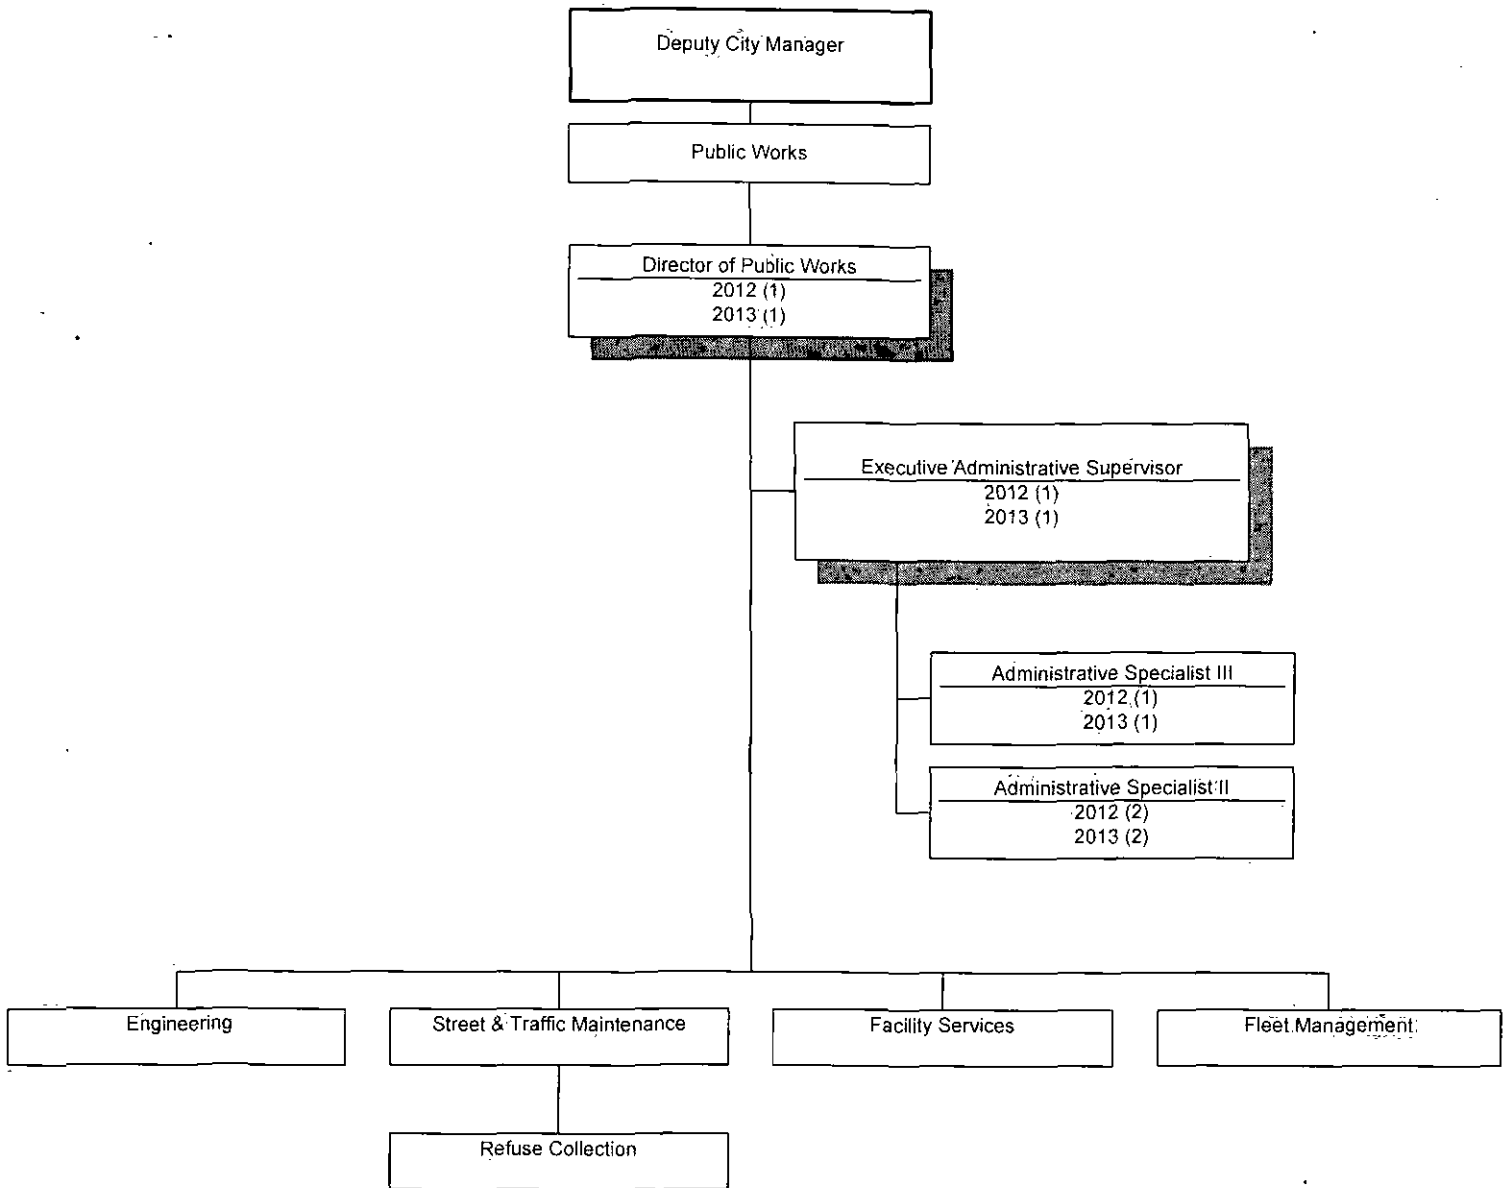 Deputy City Manager
Public Works
Director of Public Works
2012 (1)
2013 (1)
Executive Administrative Supervisor
2012 (1)
2013 (1)
Administrative Specialist III
2012 (1)
2013 (1)
Administrative Specialist II
2012 (2)
2013 (2)
Engineering
Street & Traffic Maintenance
Facility Services
Fleet Management
Refuse Collection